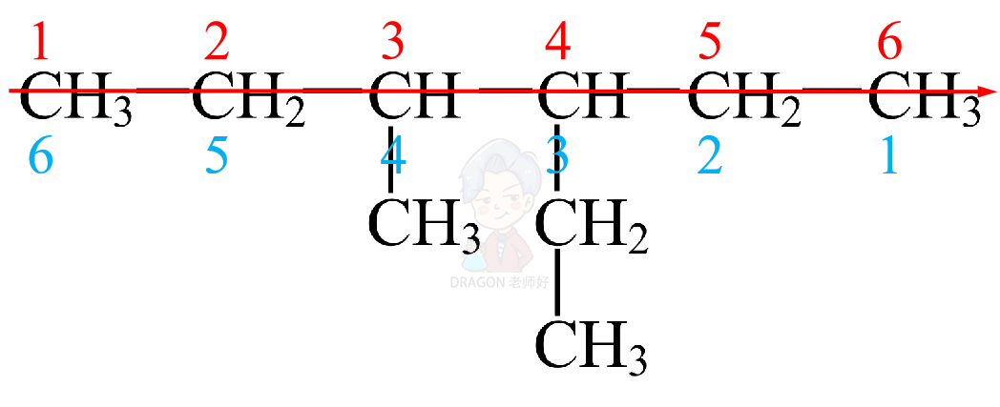 1 2 3 4 5 6
CH₃—CH₂—CH—CH—CH₂—CH₃
6 5 4 3 2 1
CH₃ CH₂
DRAGON 老师好
CH₃